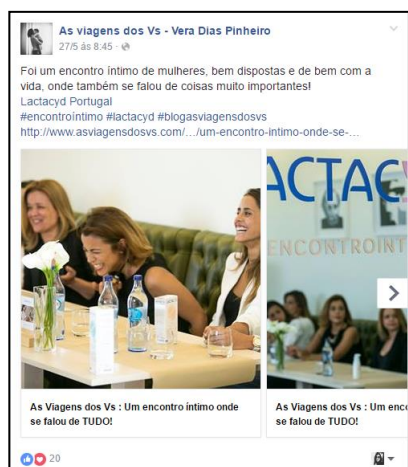 As viagens dos Vs - Vera Dias Pinheiro
27/5 às 8:45 ·
Foi um encontro íntimo de mulheres, bem dispostas e de bem com a
vida, onde também se falou de coisas muito importantes!
Lactacyd Portugal
#encontroíntimo #lactacyd #blogasviagensdosvs
http://www.asviagensdosvs.com/.../um-encontro-intimo-onde-se-...
ACTAC
ENCONTROINT
As Viagens dos Vs : Um encontro íntimo onde
se falou de TUDO!
As Viagens dos Vs : Um enco
se falou de TUDO!
20